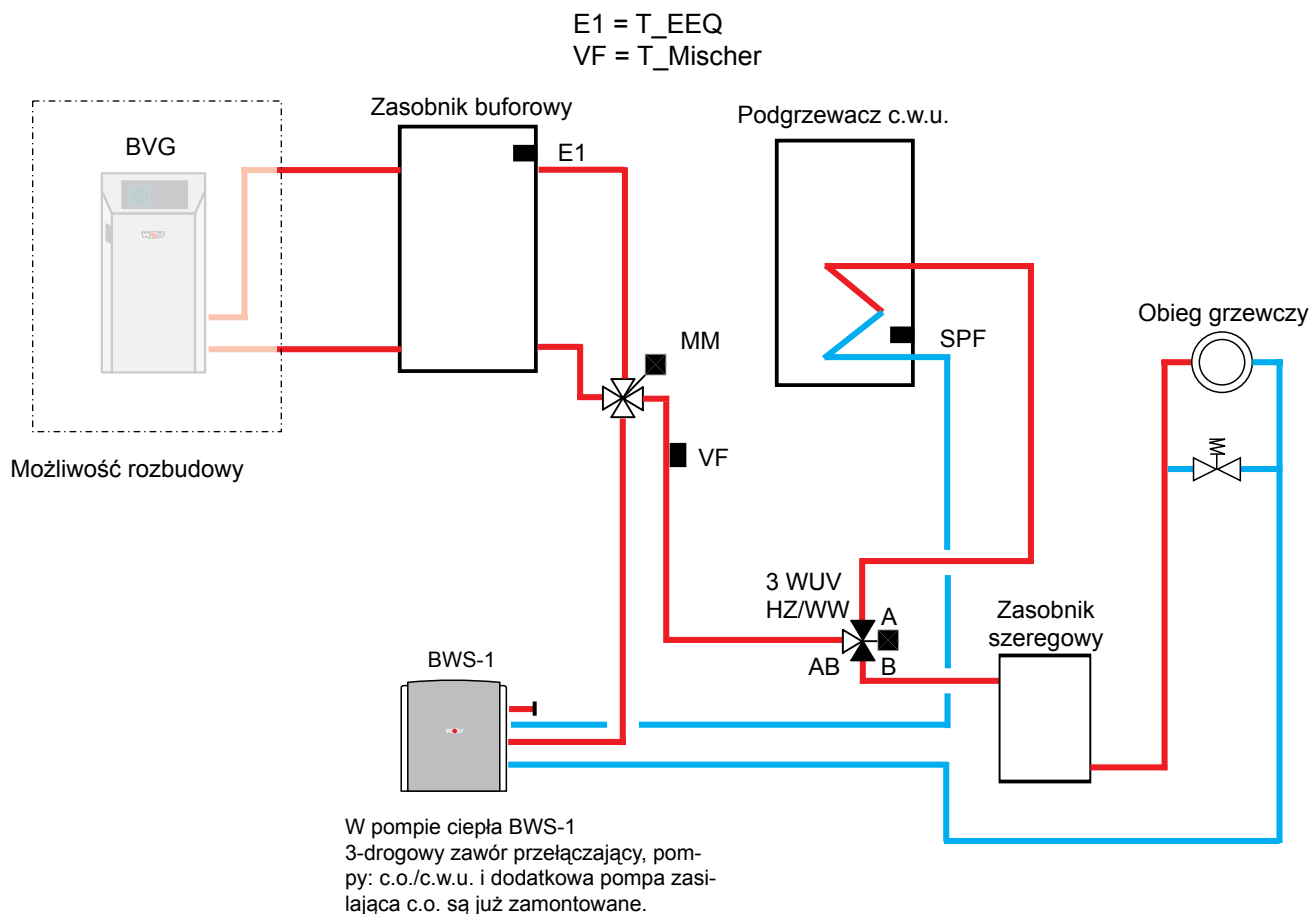 E1 = T_EEQ
VF = T_Mischer
Zasobnik buforowy
Podgrzewacz c.w.u.
BVG
E1
MM
SPF
Obieg grzewczy
Możliwość rozbudowy
VF
3 WUV
HZ/WW
A
AB
B
Zasobnik
szeregowy
BWS-1
W pompie ciepła BWS-1
3-drogowy zawór przełączający, pom-
py: c.o./c.w.u. i dodatkowa pompa zasi-
lająca c.o. są już zamontowane.